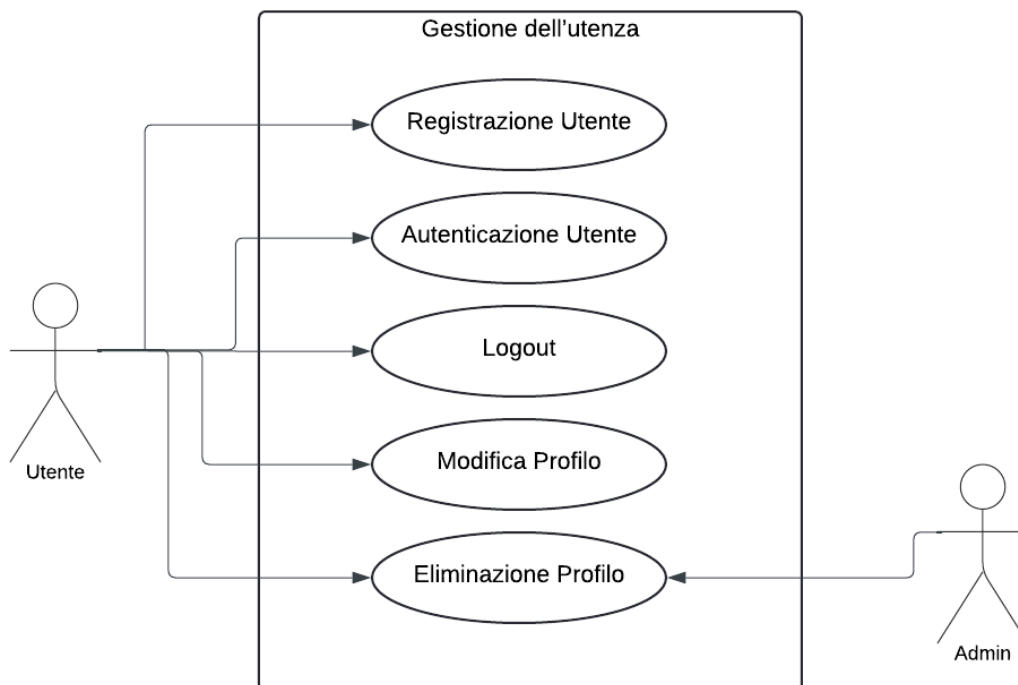 Gestione dell'utenza
Registrazione Utente
Autenticazione Utente
Logout
Utente
Modifica Profilo
Eliminazione Profilo
Admin